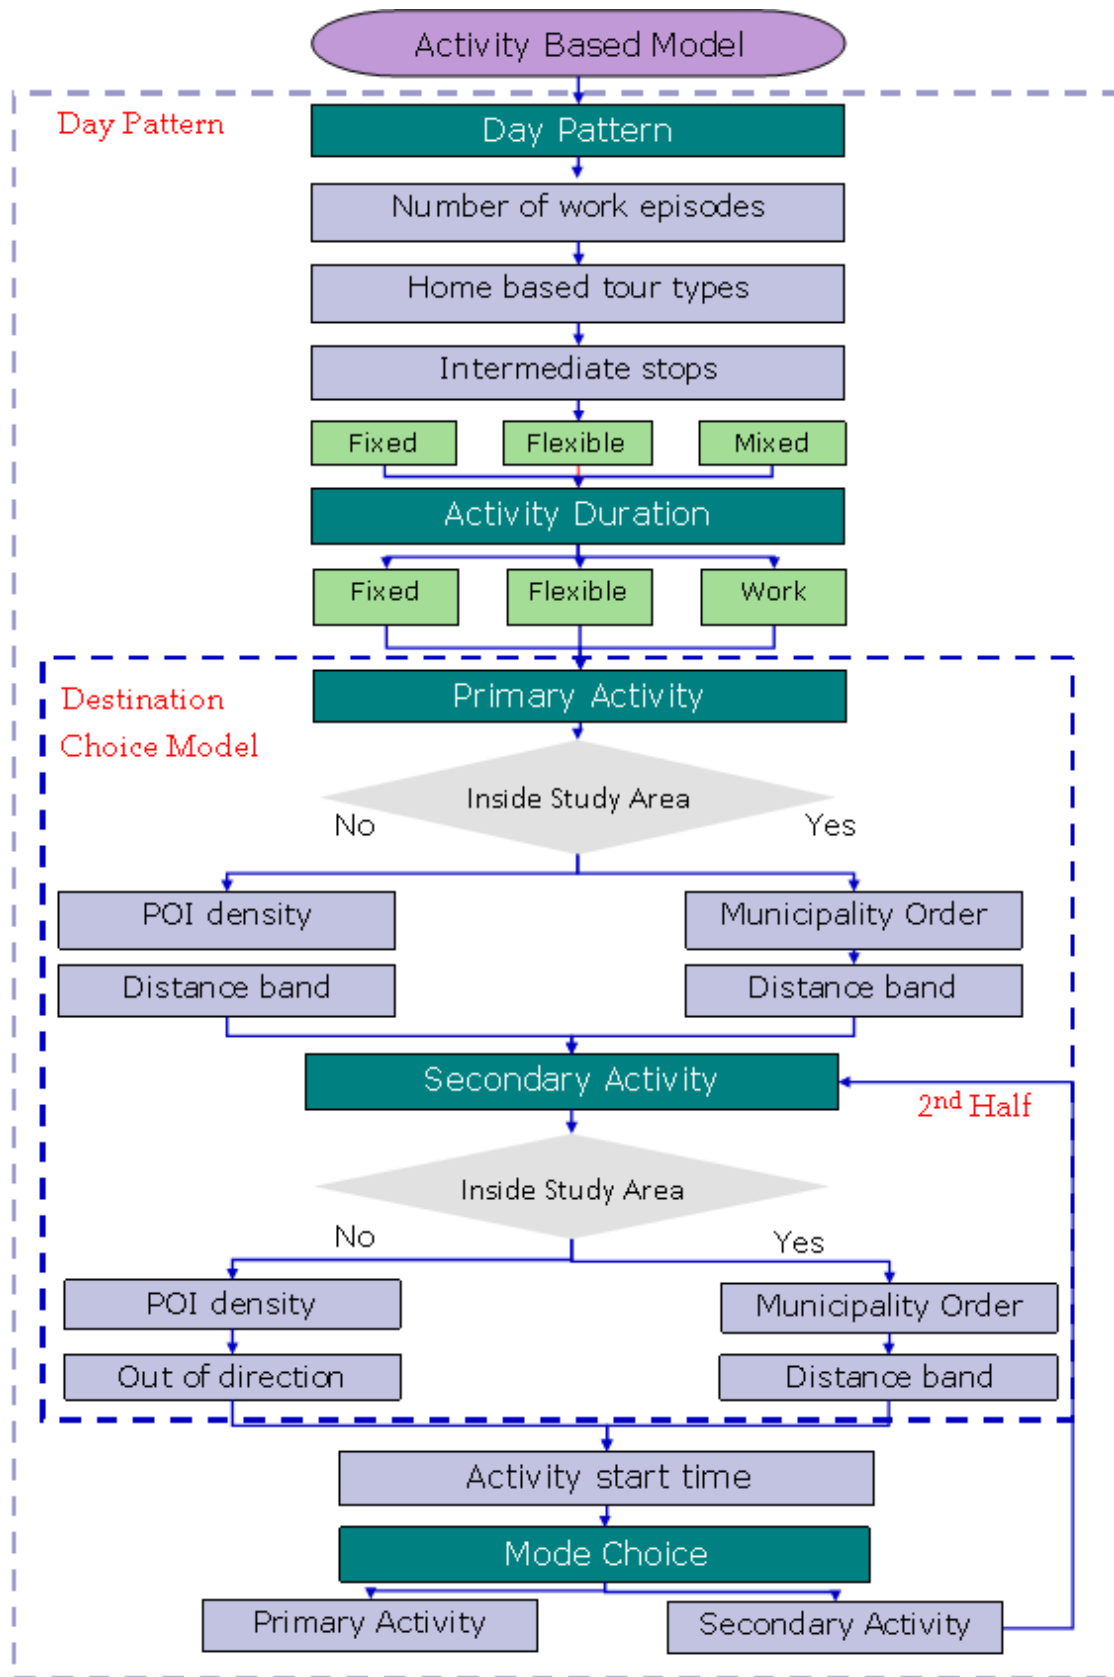 Activity Based Model
Day Pattern
Day Pattern
Number of work episodes
Home based tour types
Intermediate stops
Fixed
Flexible
Mixed
Activity Duration
Fixed
Flexible
Work
Destination
Choice Model
Primary Activity
Inside Study Area
No
Yes
POI density
Municipality Order
Distance band
Distance band
Secondary Activity
2nd Half
Inside Study Area
No
Yes
POI density
Municipality Order
Out of direction
Distance band
Activity start time
Mode Choice
Primary Activity
Secondary Activity